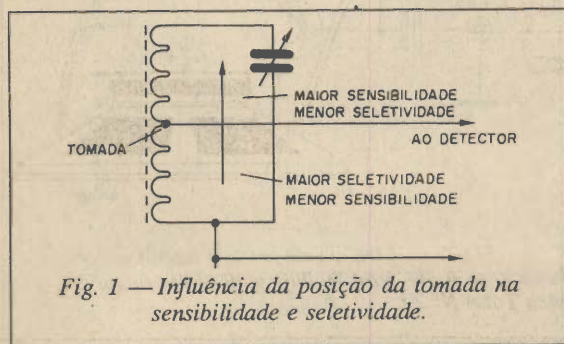 MAIOR SENSIBILIDADE
MENOR SELETIVIDADE
TOMADA
AO DETECTOR
MAIOR SELETIVIDADE
MENOR SENSIBILIDADE
Fig. 1 — Influência da posição da tomada na
sensibilidade e seletividade.